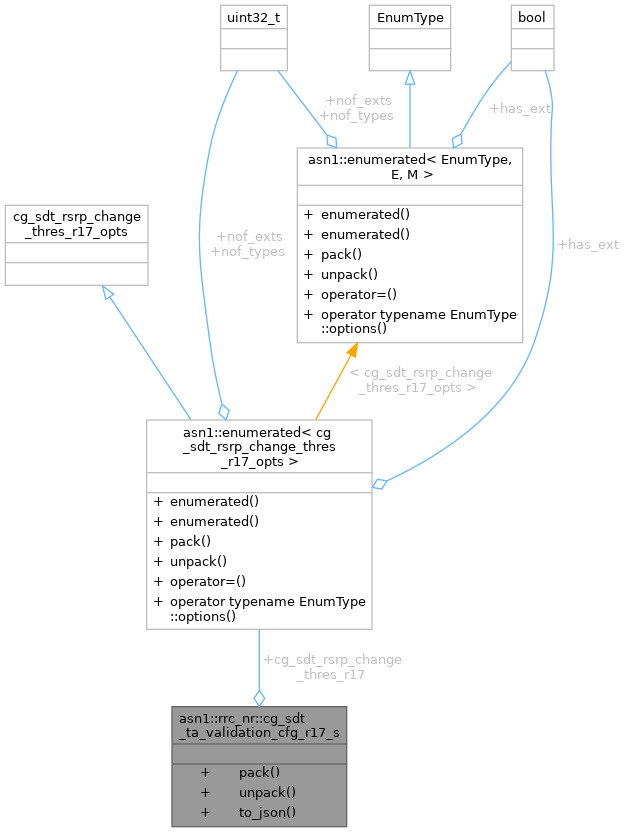 uint32_t
EnumType
bool
+nof_exts
+nof_types
+has_ext
asn1::enumerated< EnumType,
E, M >
+ enumerated()
+ enumerated()
+ pack()
+ unpack()
+ operator=()
+ operator typename EnumType
::options()
cg_sdt_rsrp_change
_thres_r17_opts
+nof_exts
+nof_types
+has_ext
< cg_sdt_rsrp_change
_thres_r17_opts >
asn1::enumerated< cg
_sdt_rsrp_change_thres
_r17_opts >
+ enumerated()
+ enumerated()
+ pack()
+ unpack()
+ operator=()
+ operator typename EnumType
::options()
+cg_sdt_rsrp_change
_thres_r17
asn1::rrc_nr::cg_sdt
_ta_validation_cfg_r17_s
+ pack()
+ unpack()
+ to_json()